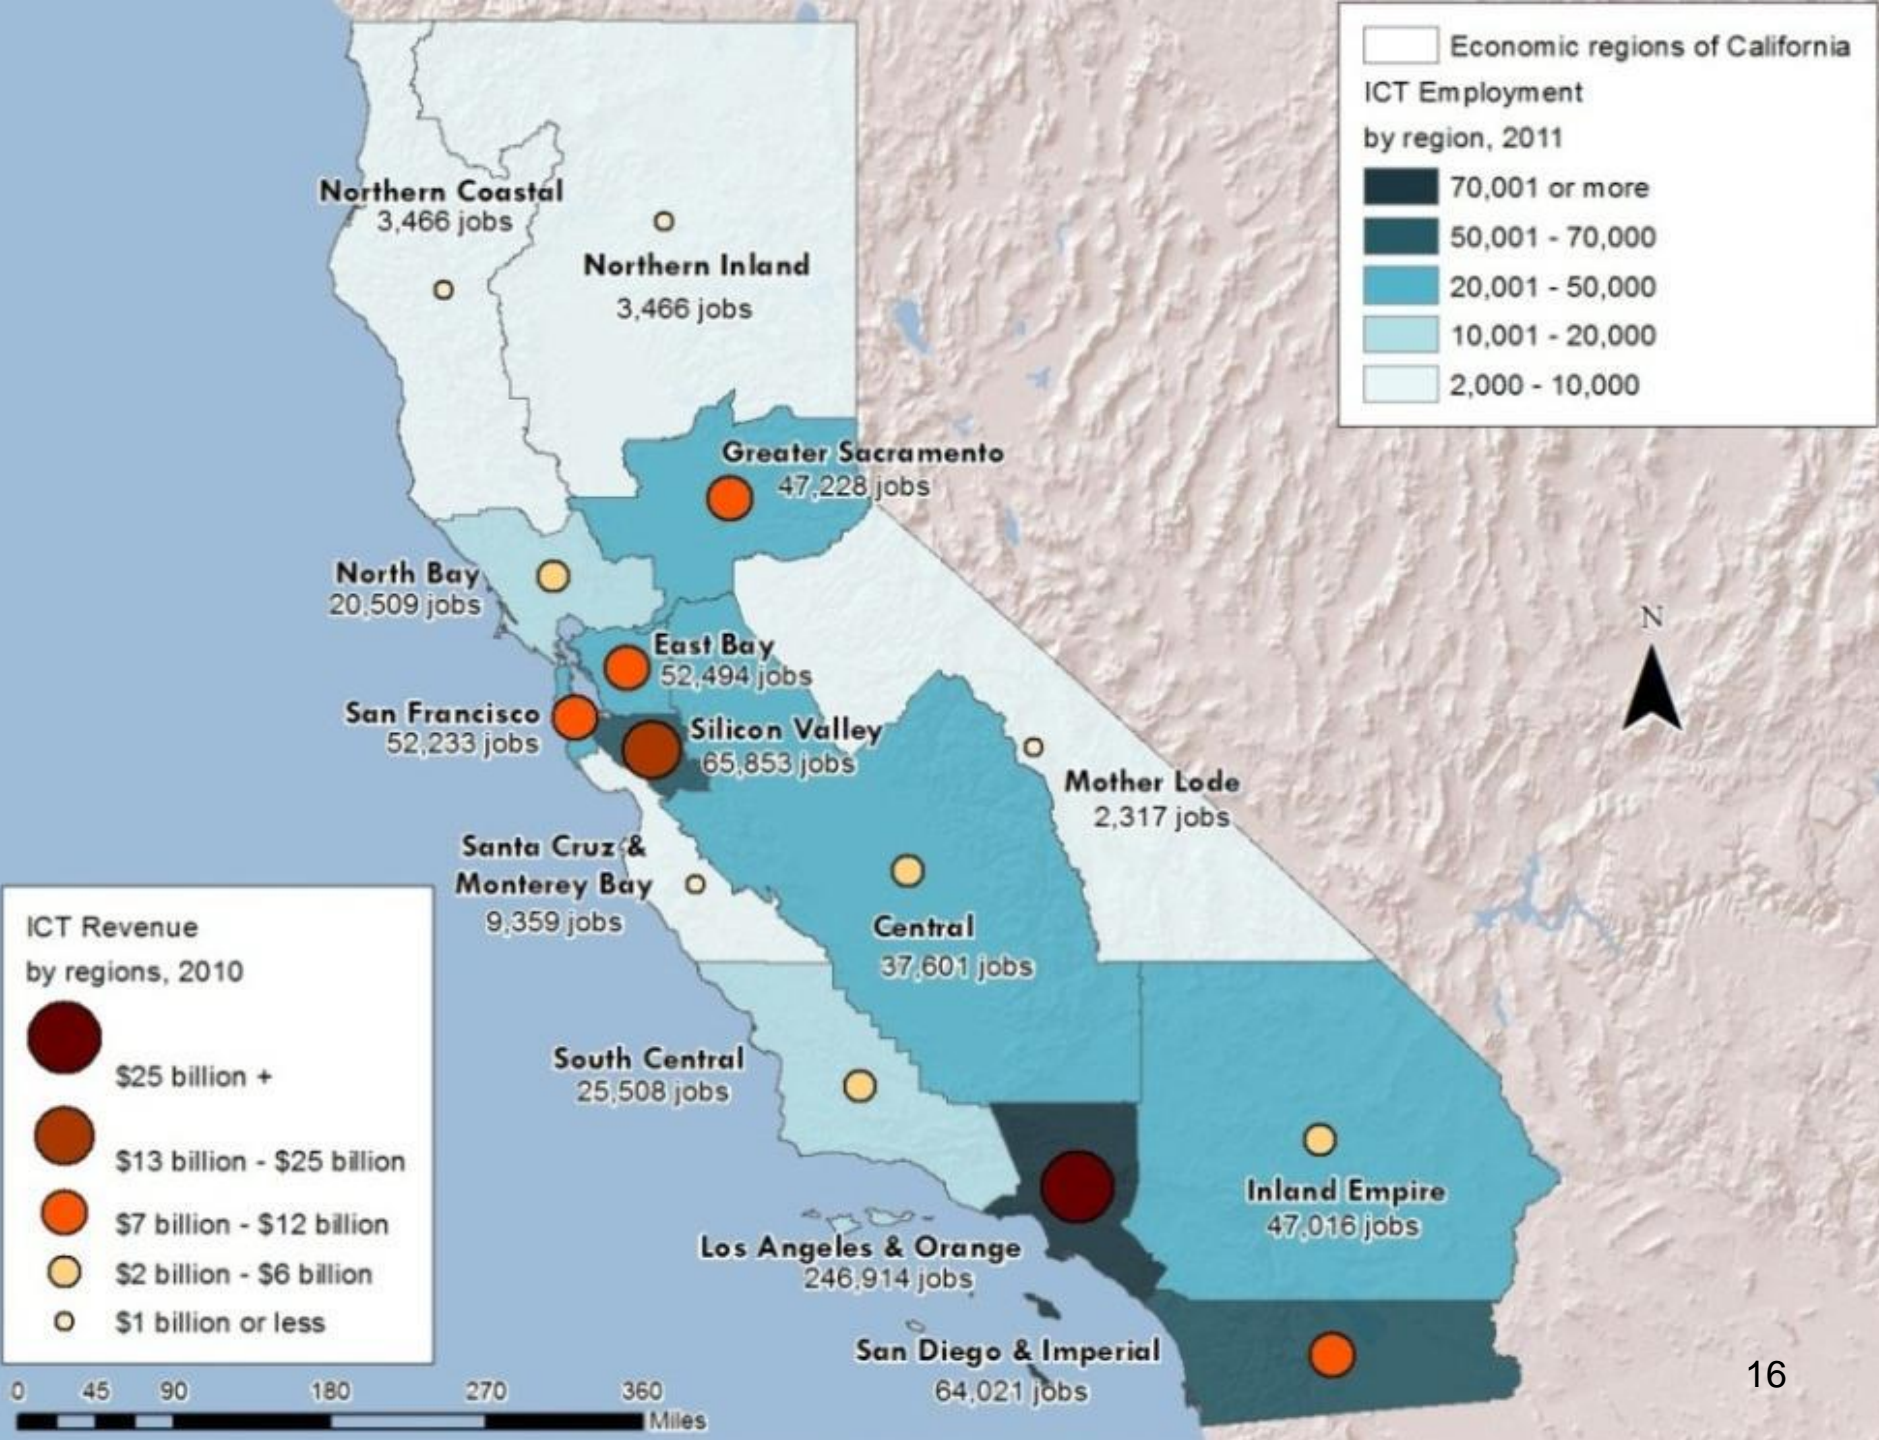 Economic regions of California
ICT Employment
by region, 2011
70,001 or more
50,001 - 70,000
20,001 - 50,000
10,001 - 20,000
2,000 - 10,000
Northern Coastal
3,466 jobs
Northern Inland
3,466 jobs
Greater Sacramento
47,228 jobs
North Bay
20,509 jobs
N
East Bay
52,494 jobs
San Francisco
52,233 jobs
Silicon Valley
65,853 jobs
Mother Lode
2,317 jobs
Santa Cruz &
Monterey Bay
9,359 jobs
Central
37,601 jobs
ICT Revenue
by regions, 2010
$25 billion +
$13 billion - $25 billion
$7 billion - $12 billion
$2 billion - $6 billion
$1 billion or less
South Central
25,508 jobs
Inland Empire
47,016 jobs
Los Angeles & Orange
246,914 jobs
San Diego & Imperial
64,021 jobs
16
0 45 90 180 270 360
Miles